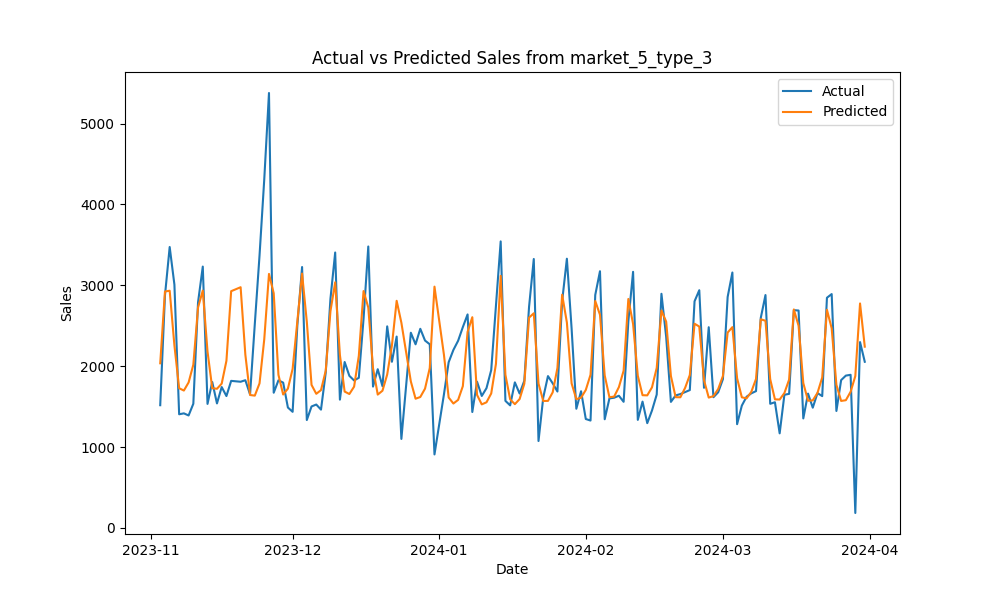 Actual vs Predicted Sales from market_5_type_3
Actual
Predicted
5000
4000
3000
2000
1000
0
Sales
2023-11
2023-12
2024-01
2024-02
2024-03
2024-04
Date